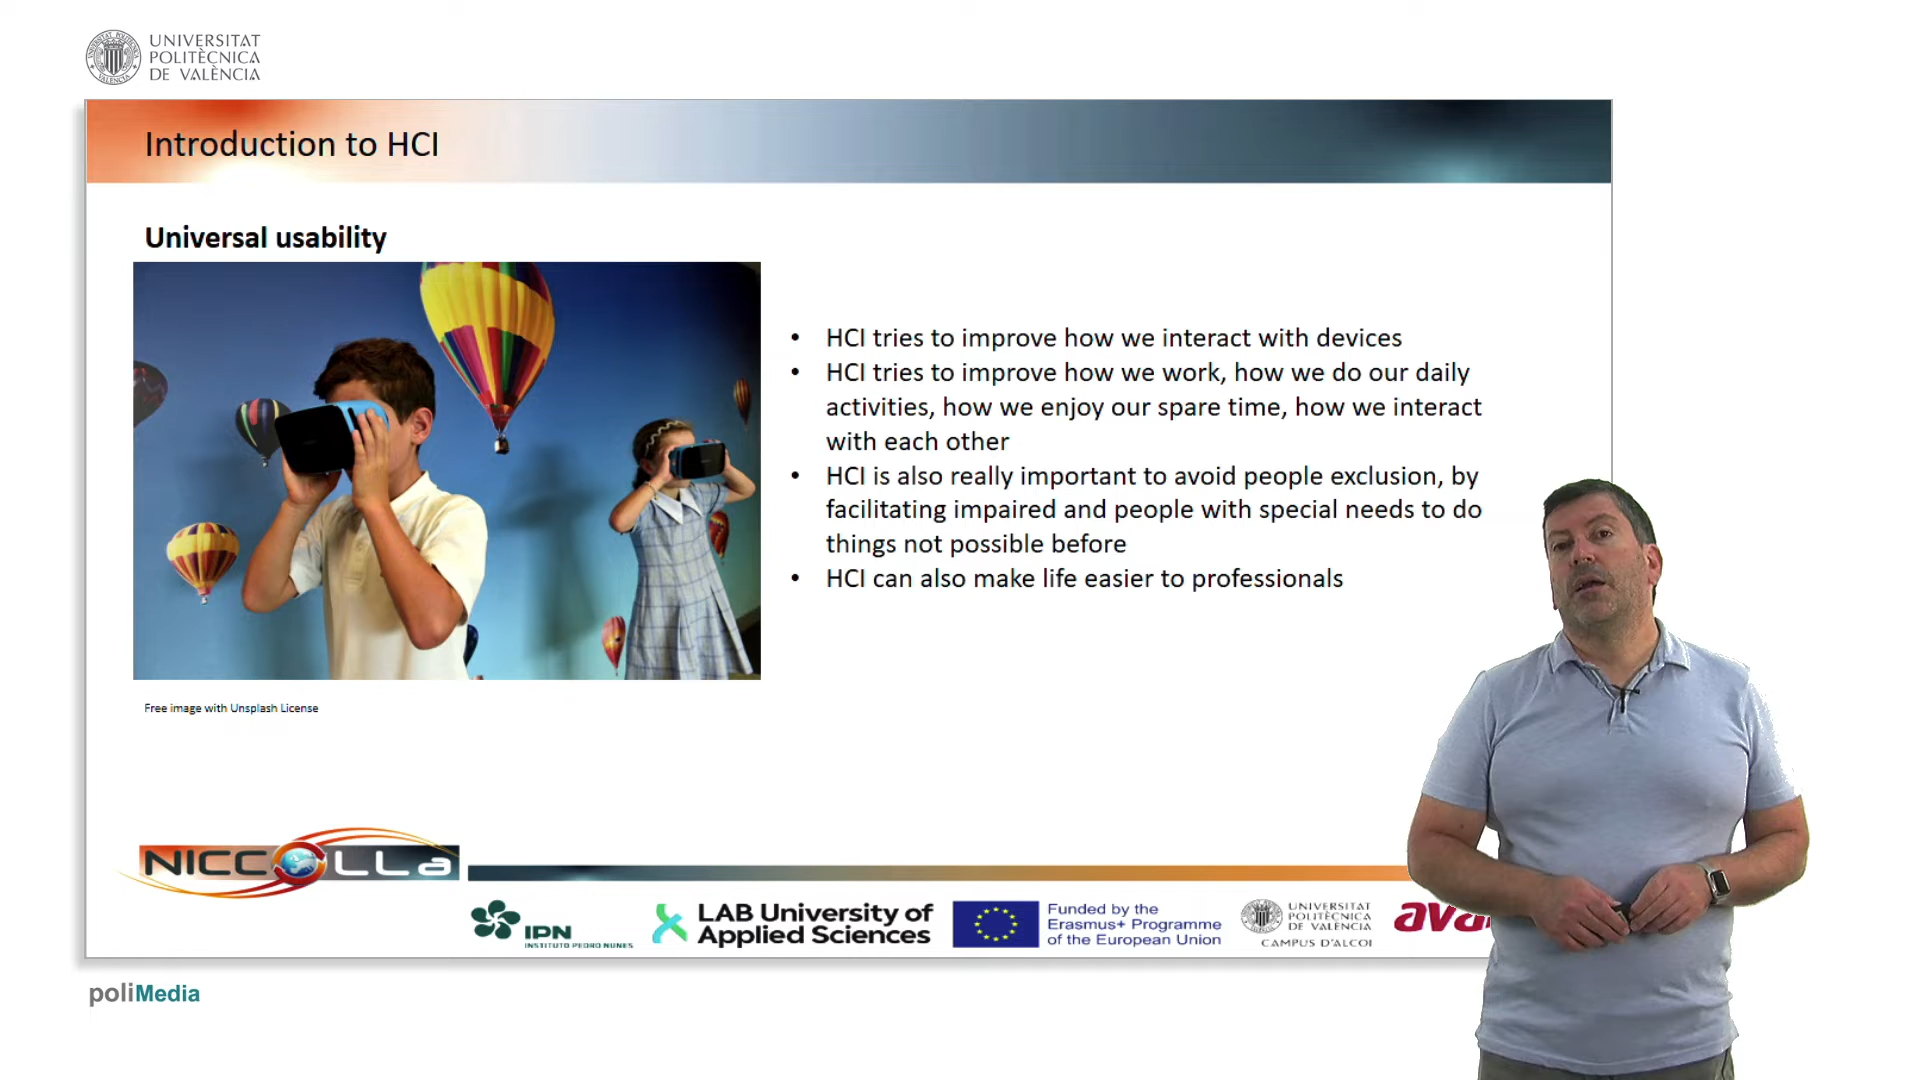 UNIVERSITAT
POLITÈCNICA
DE VALÈNCIA
Introduction to HCI
Universal usability
• HCI tries to improve how we interact with devices
• HCI tries to improve how we work, how we do our daily
activities, how we enjoy our spare time, how we interact
with each other
• HCI is also really important to avoid people exclusion, by
facilitating impaired and people with special needs to do
things not possible before
• HCI can also make life easier to professionals
Free image with Unsplash License
NICCOLLa
IPN
INSTITUTO PEDRO NUNES
LAB University of
Applied Sciences
Funded by the
Erasmus+ Programme
of the European Union
UNIVERSITAT
POLITÈCNICA
DE VALÈNCIA
CAMPUS D'ALCOI
poliMedia